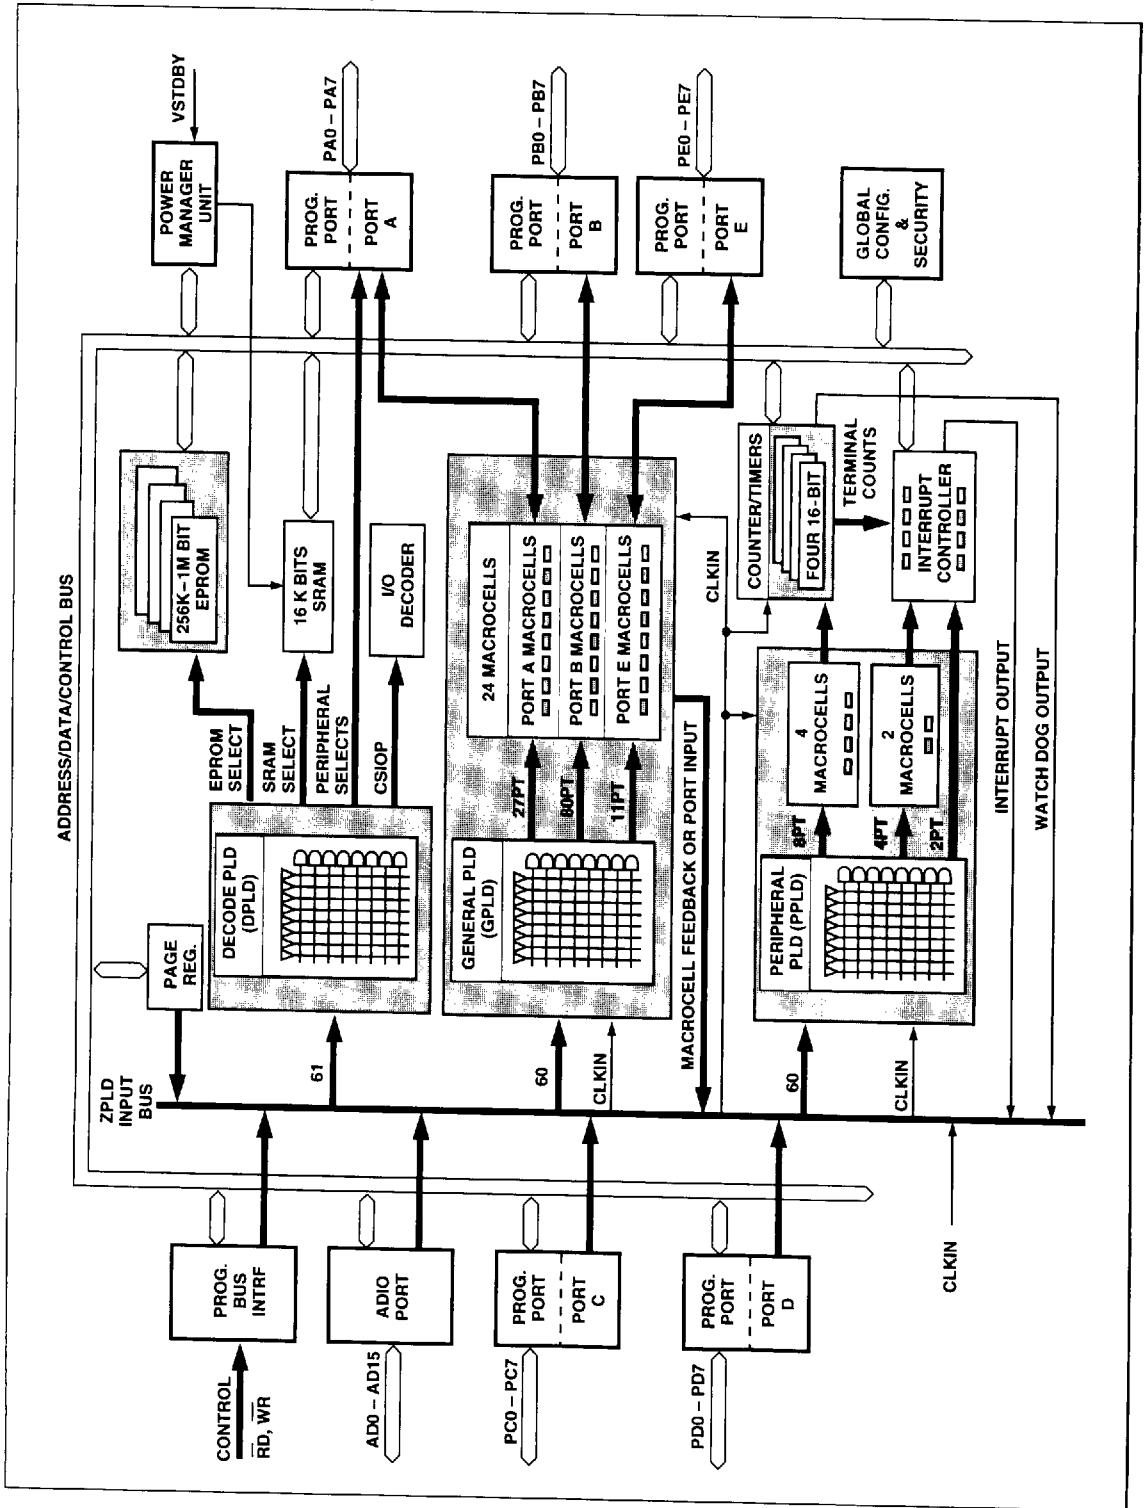 ADDRESS/DATA/CONTROL BUS
VSTDBY
POWER
MANAGER
UNIT
256K–1M BIT
EPROM
EPROM
SELECT
PAGE
REG.
ZPLD
INPUT
BUS
PROG.
BUS
INTRF
CONTROL
RD, WR
DECODE PLD
(DPLD)
61
SRAM
SELECT
PERIPHERAL
SELECTS
CSIOP
16 K BITS
SRAM
I/O
DECODER
PROG.
PORT
PORT
A
PA0 – PA7
ADIO
PORT
AD0 – AD15
GENERAL PLD
(GPLD)
60
CLKIN
27PT
80PT
11PT
24 MACROCELLS
PORT A MACROCELLS
PORT B MACROCELLS
PORT E MACROCELLS
PROG.
PORT
PORT
B
PB0 – PB7
PROG.
PORT
PORT
E
PE0 – PE7
PROG.
PORT
PORT
C
PC0 – PC7
MACROCELL FEEDBACK OR PORT INPUT
CLKIN
PROG.
PORT
PORT
D
PD0 – PD7
PERIPHERAL
PLD (PPLD)
60
CLKIN
8PT
4PT
2PT
4
MACROCELLS
2
MACROCELLS
COUNTER/TIMERS
FOUR 16-BIT
TERMINAL
COUNTS
INTERRUPT
CONTROLLER
GLOBAL
CONFIG.
&
SECURITY
INTERRUPT OUTPUT
WATCH DOG OUTPUT
CLKIN